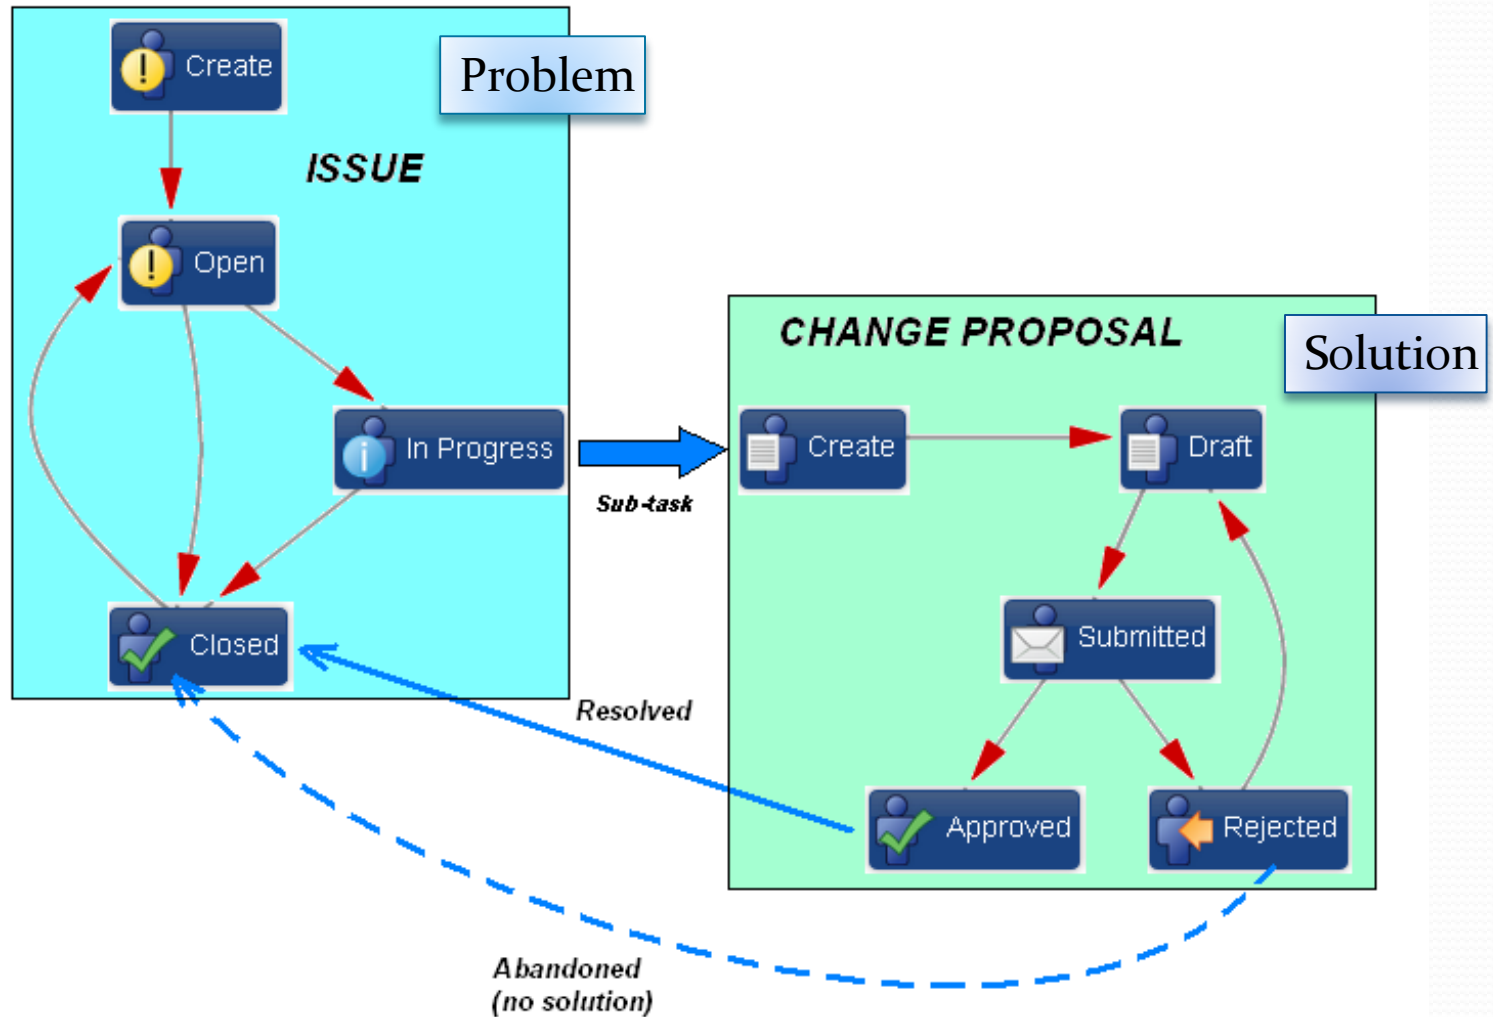 Create
Problem
ISSUE
Open
In Progress
Closed
Sub-task
CHANGE PROPOSAL
Solution
Create
Draft
Submitted
Approved
Rejected
Resolved
Abandoned
(no solution)